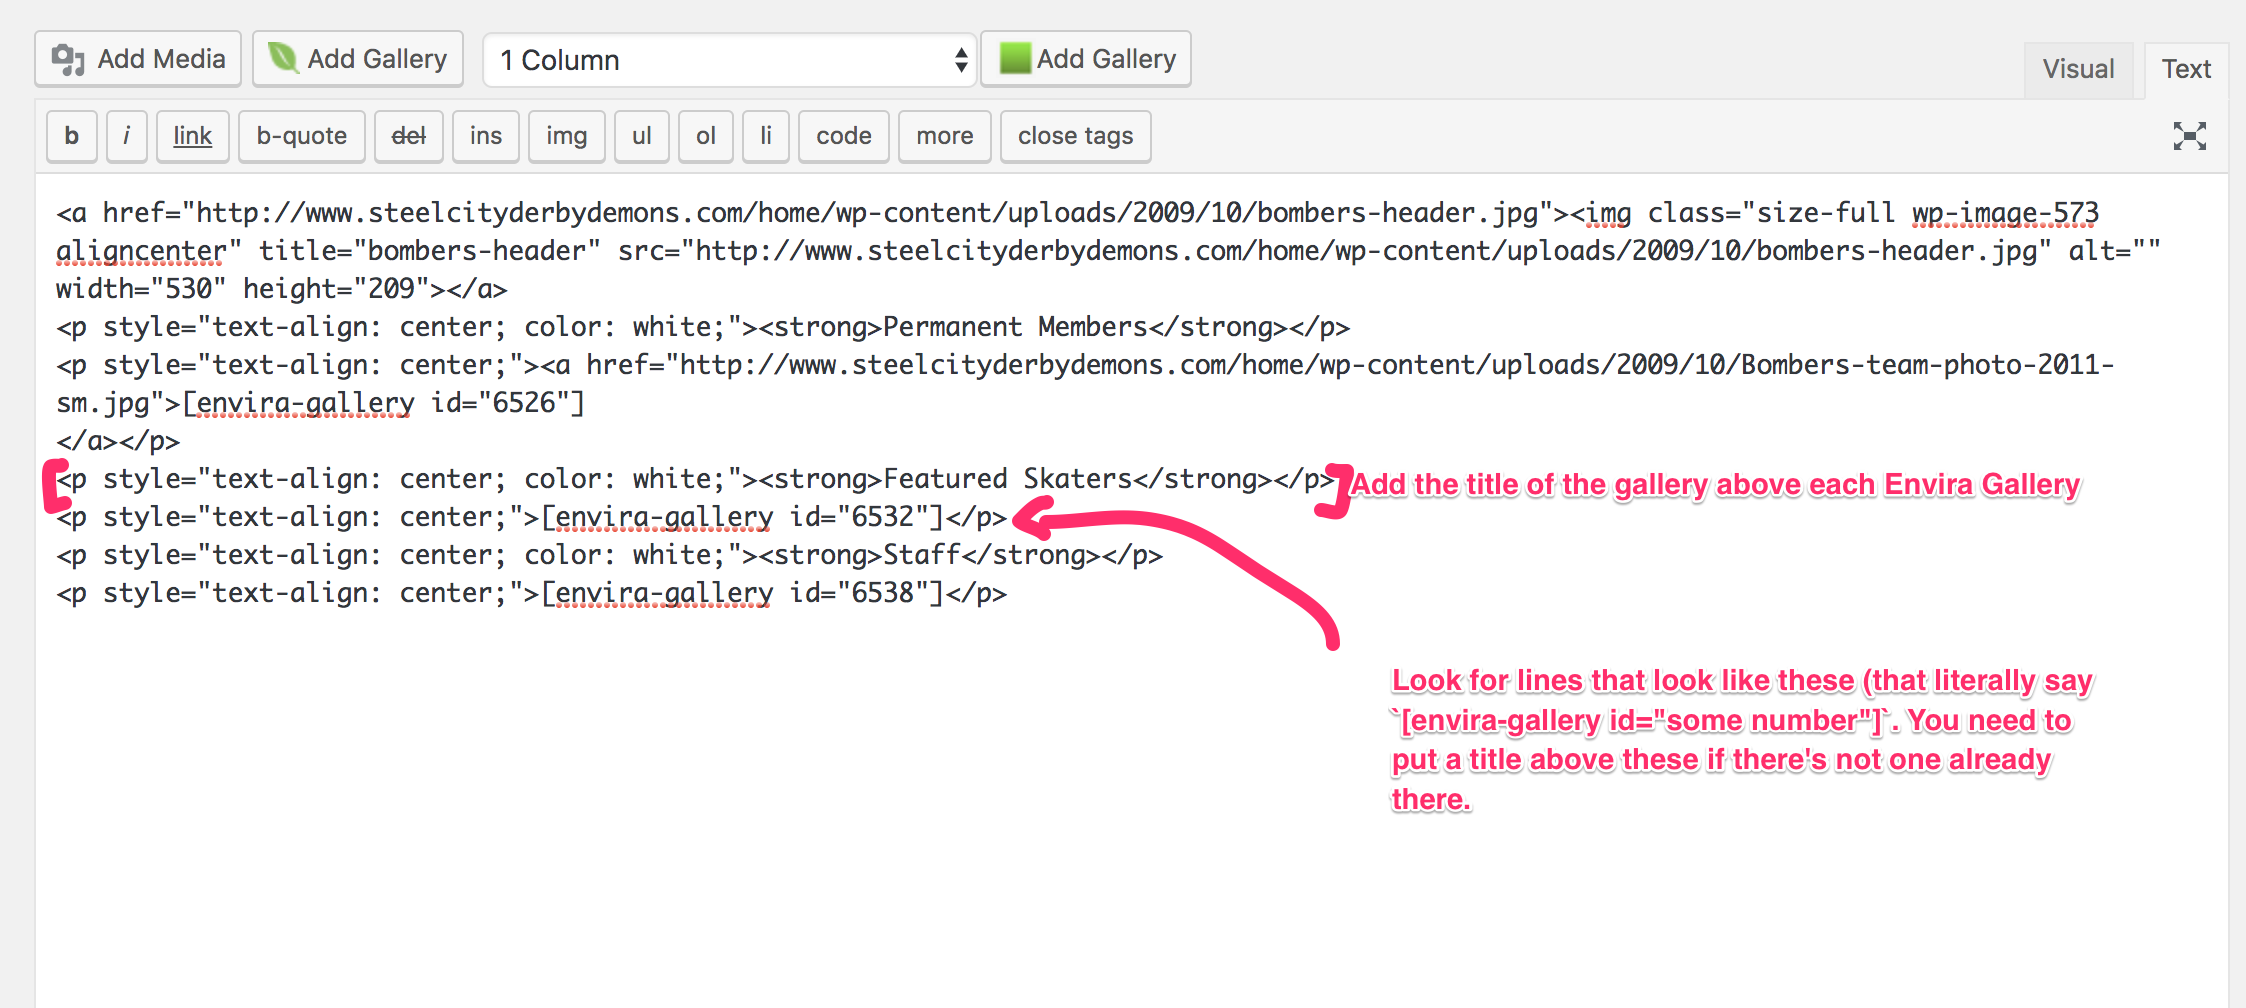 Add Media Add Gallery 1 Column Add Gallery Visual Text
b i link b-quote del ins img ul ol li code more close tags
<a href="http://www.steelcityderbydemons.com/home/wp-content/uploads/2009/10/bombers-header.jpg"><img class="size-full wp-image-573
aligncenter" title="bombers-header" src="http://www.steelcityderbydemons.com/home/wp-content/uploads/2009/10/bombers-header.jpg" alt=""
width="530" height="209"></a>
<p style="text-align: center; color: white;"><strong>Permanent Members</strong></p>
<p style="text-align: center;"><a href="http://www.steelcityderbydemons.com/home/wp-content/uploads/2009/10/Bombers-team-photo-2011-
sm.jpg">[envira-gallery id="6526"]
</a></p>
<p style="text-align: center; color: white;"><strong>Featured Skaters</strong></p>
Add the title of the gallery above each Envira Gallery
<p style="text-align: center;">[envira-gallery id="6532"]</p>
<p style="text-align: center; color: white;"><strong>Staff</strong></p>
<p style="text-align: center;">[envira-gallery id="6538"]</p>
Look for lines that look like these (that literally say
`[envira-gallery id="some number"]`. You need to
put a title above these if there's not one already
there.